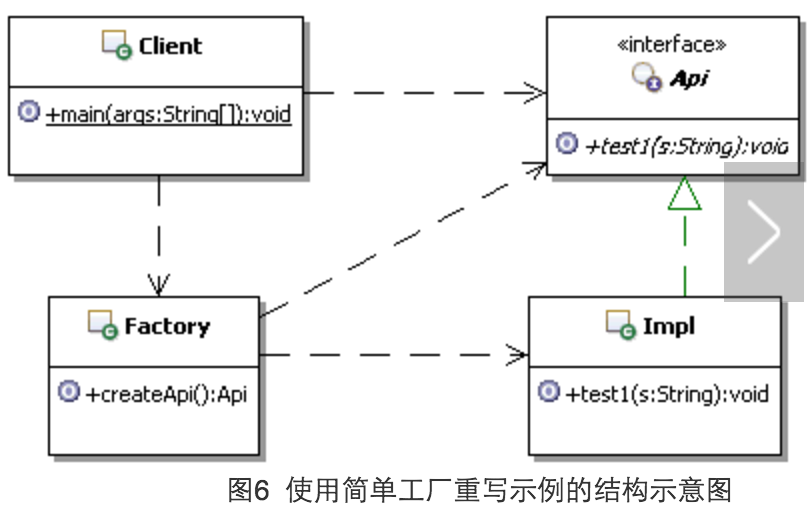 Client
+main(args:String[]):void
«interface»
Api
+test1(s:String):void
Factory
+createApi():Api
Impl
+test1(s:String):void
图6 使用简单工厂重写示例的结构示意图